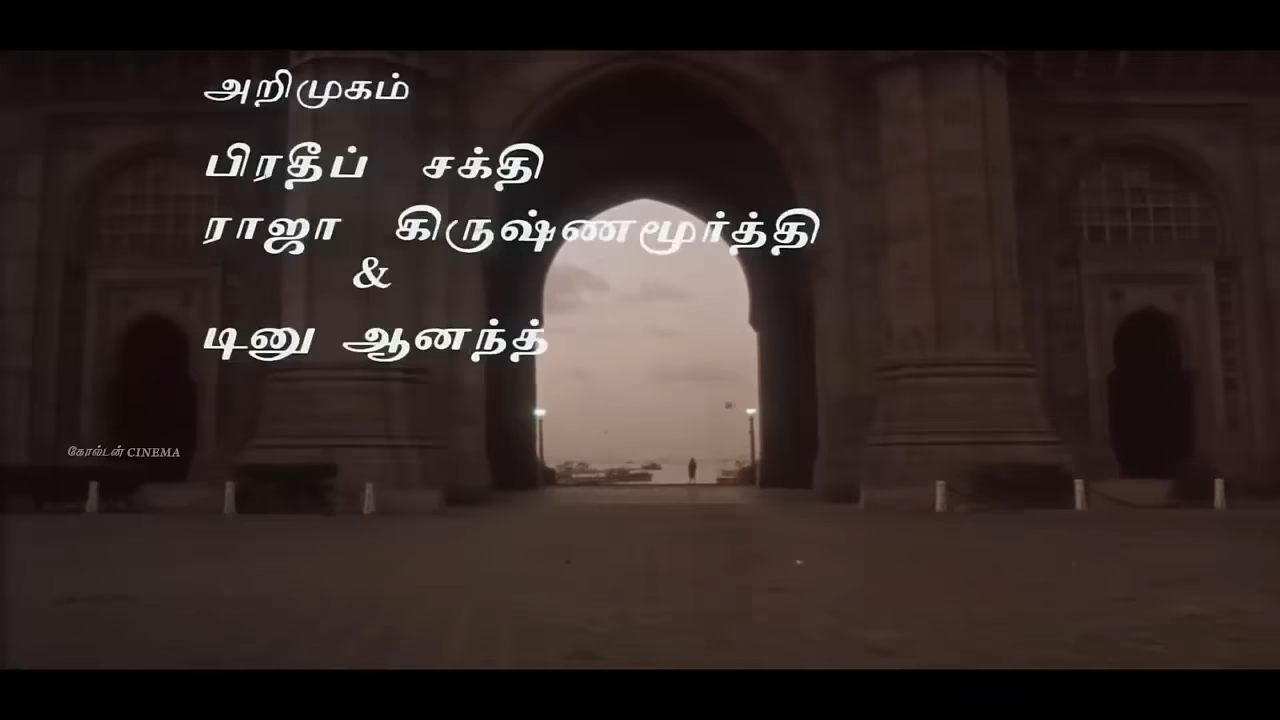 அறிமுகம்
பிரதீப் சக்தி
ராஜா கிருஷ்ணமூர்த்தி
&
டினு ஆனந்த்
கோல்டன் CINEMA